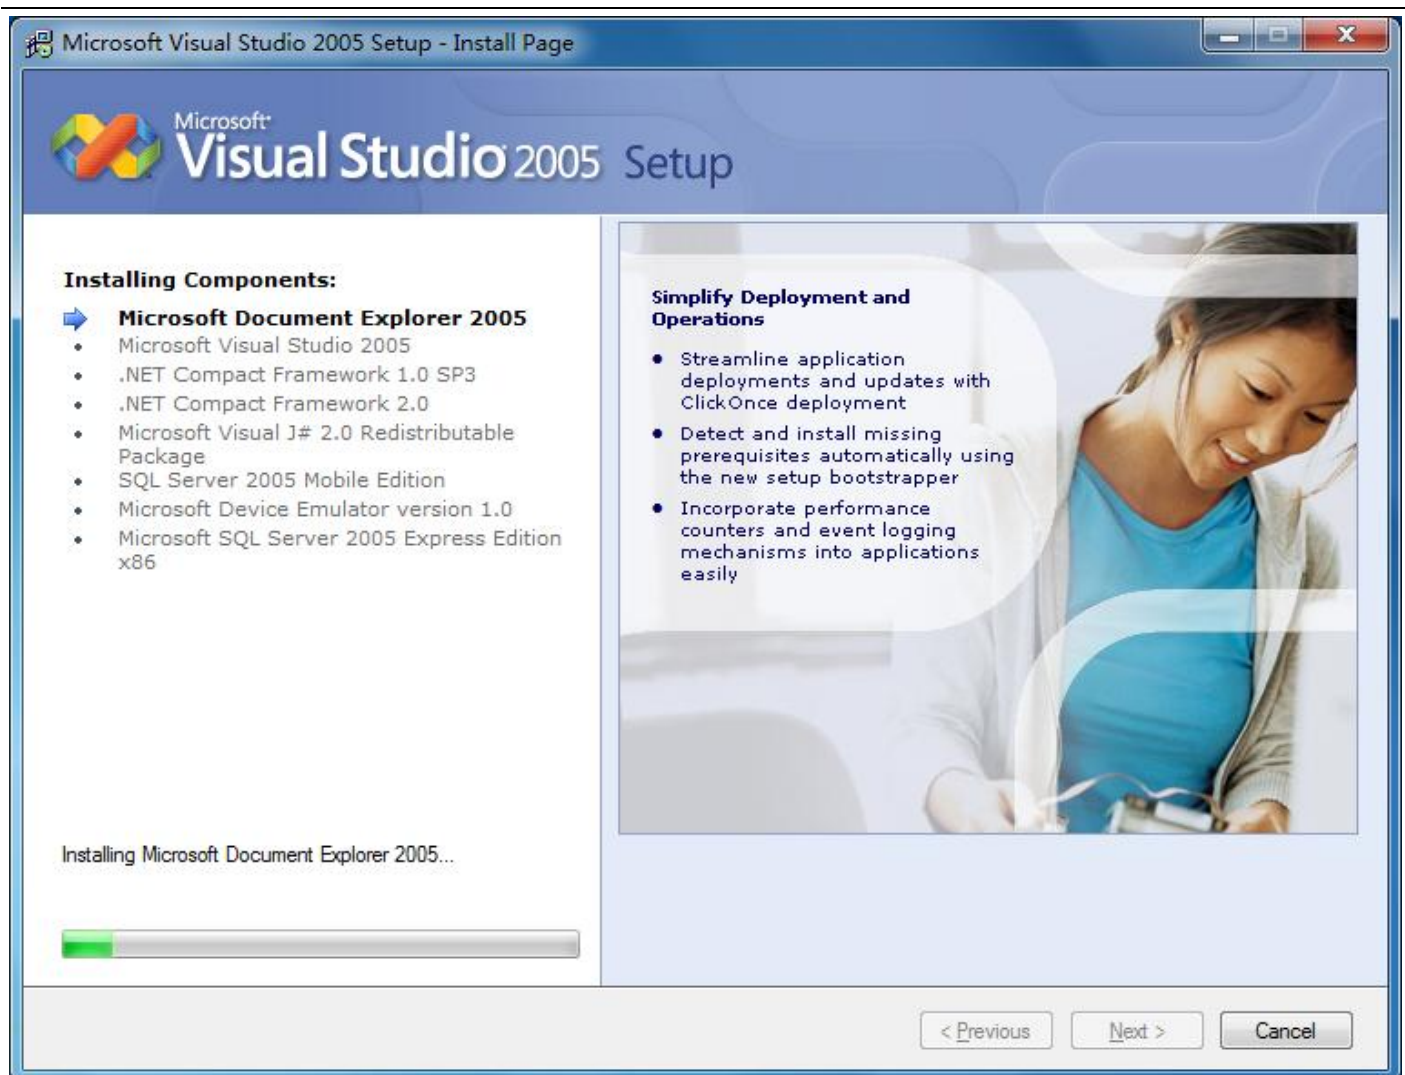 Microsoft Visual Studio 2005 Setup - Install Page
Microsoft
Visual Studio 2005 Setup
Installing Components:
Microsoft Document Explorer 2005
• Microsoft Visual Studio 2005
• .NET Compact Framework 1.0 SP3
• .NET Compact Framework 2.0
• Microsoft Visual J# 2.0 Redistributable
Package
• SQL Server 2005 Mobile Edition
• Microsoft Device Emulator version 1.0
• Microsoft SQL Server 2005 Express Edition
x86
Installing Microsoft Document Explorer 2005...
Simplify Deployment and
Operations
• Streamline application
deployments and updates with
ClickOnce deployment
• Detect and install missing
prerequisites automatically using
the new setup bootstrapper
• Incorporate performance
counters and event logging
mechanisms into applications
easily
< Previous
Next >
Cancel